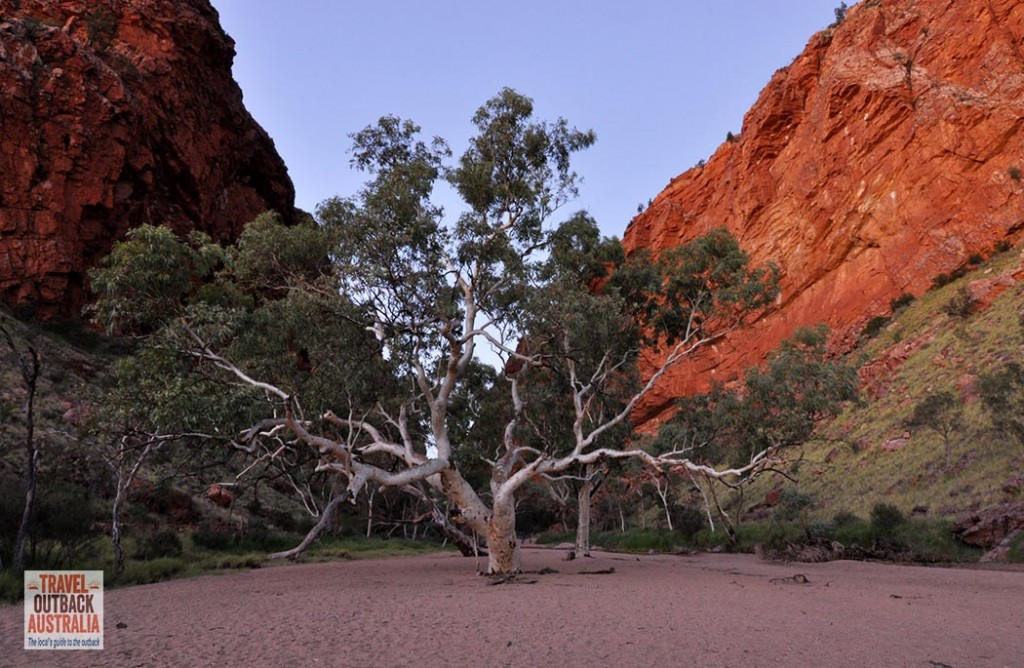 TRAVEL
OUTBACK
AUSTRALIA
The local's guide to the outback